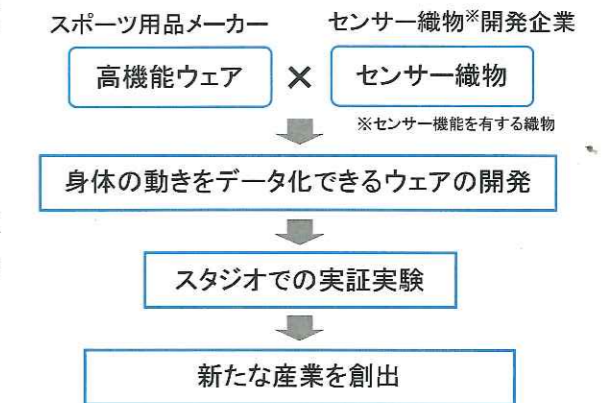 スポーツ用品メーカー センサー織物※開発企業
高機能ウェア × センサー織物
※センサー機能を有する織物
身体の動きをデータ化できるウェアの開発
スタジオでの実証実験
新たな産業を創出